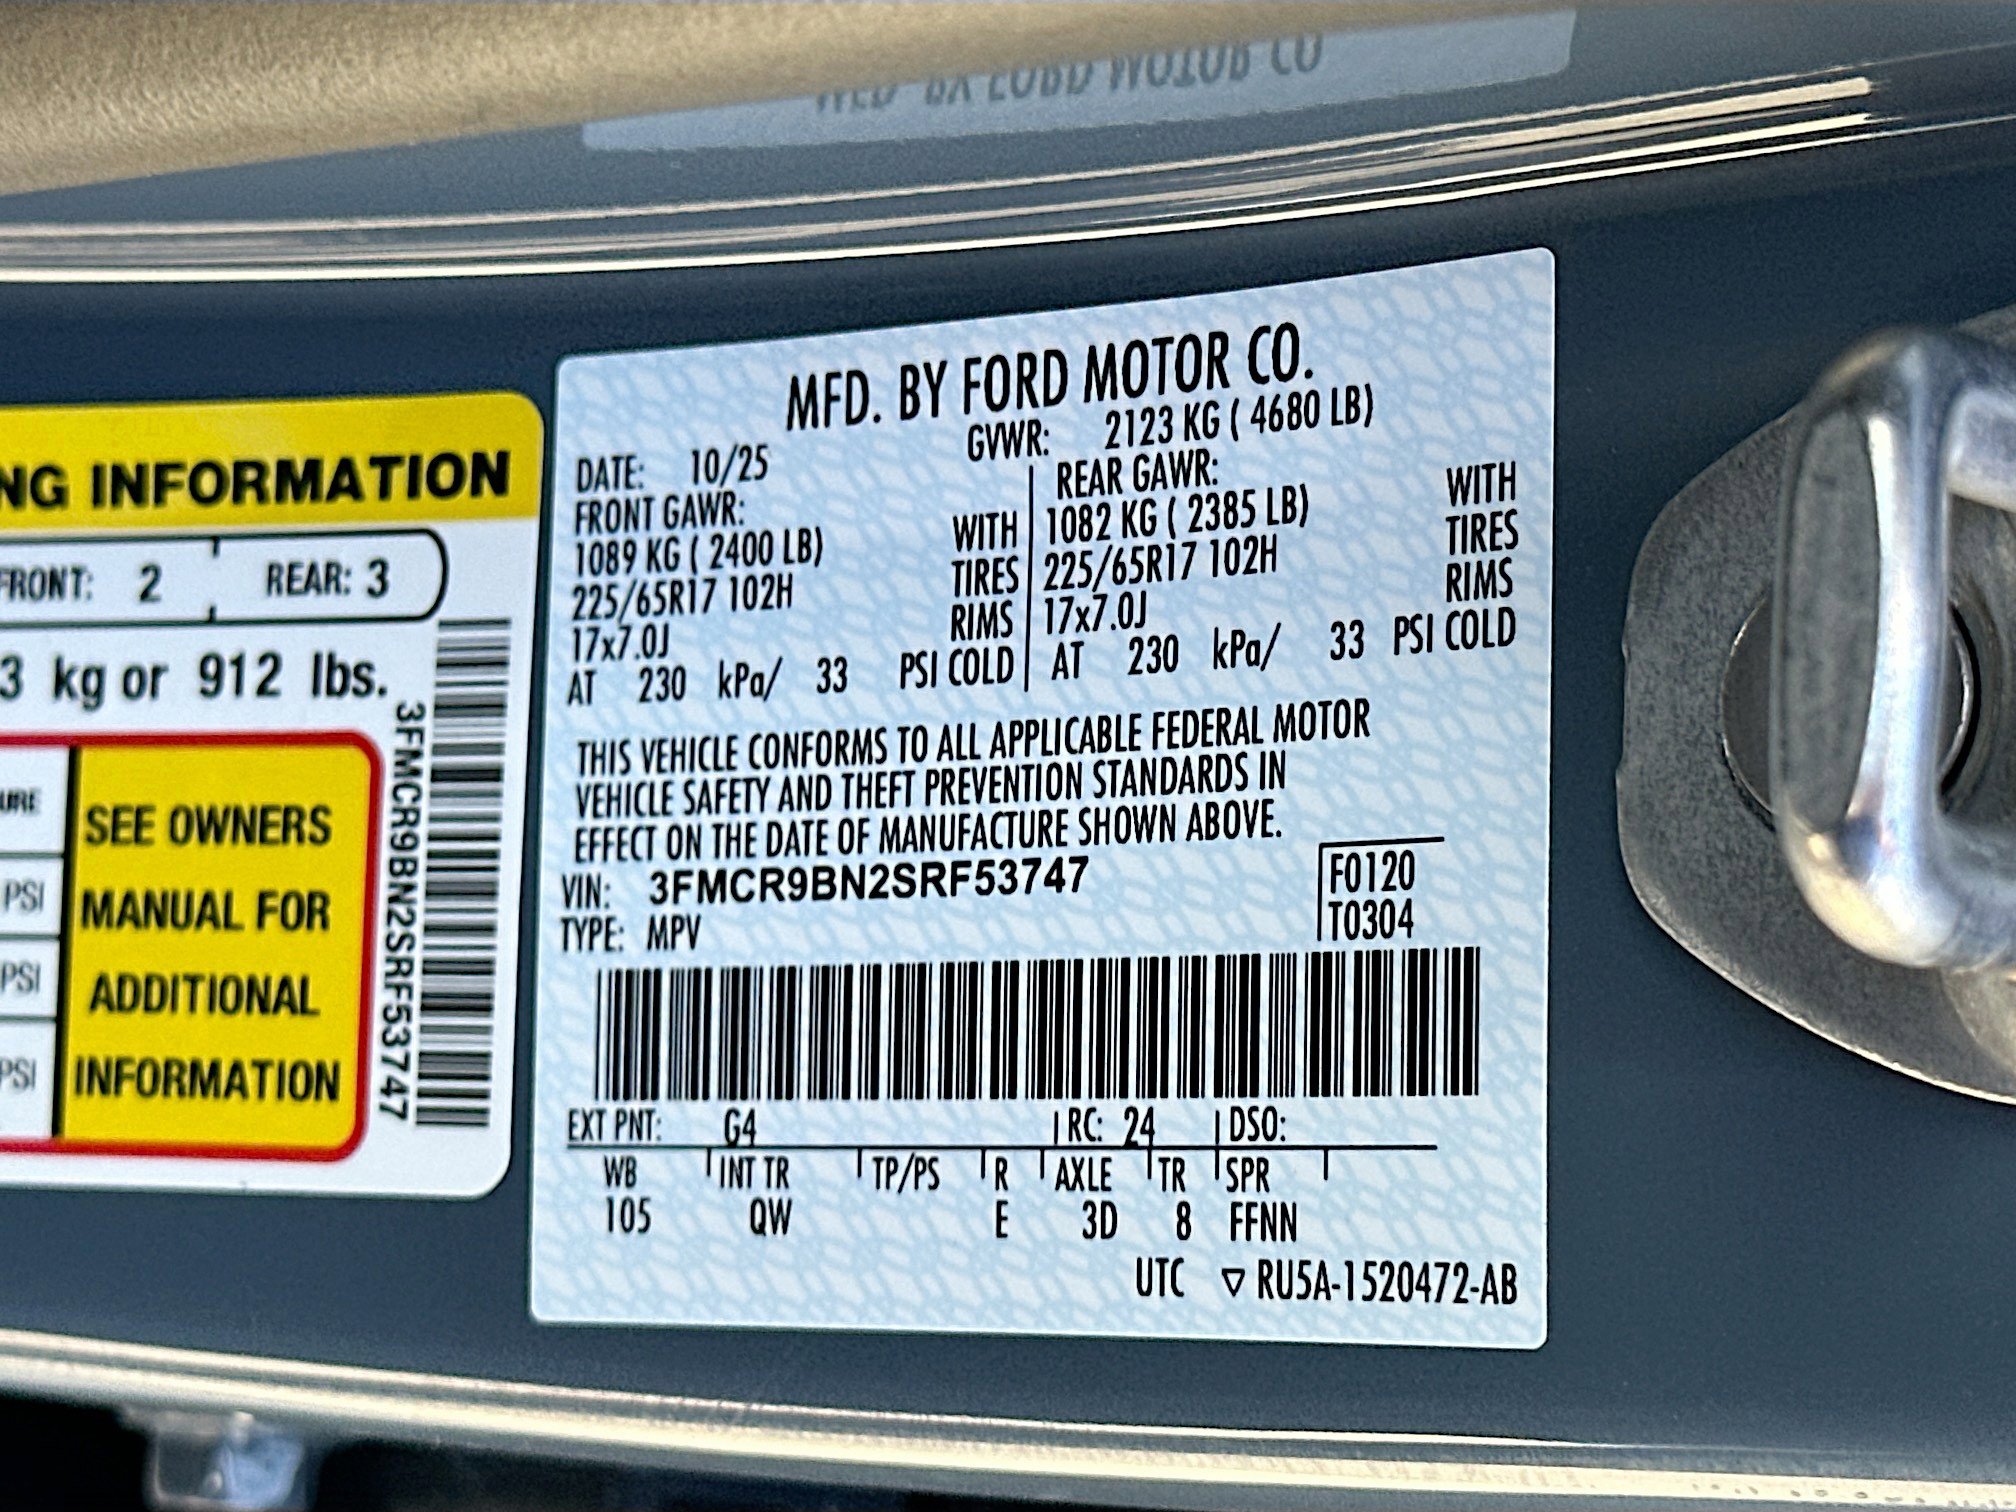 MFD. BY FORD MOTOR CO.
DATE: 10/25 GVWR: 2123 KG ( 4680 LB)
FRONT GAWR: REAR GAWR:
1089 KG ( 2400 LB) WITH 1082 KG ( 2385 LB) WITH
225/65R17 102H TIRES 225/65R17 102H TIRES
17x7.0J RIMS 17x7.0J RIMS
AT 230 kPa/ 33 PSI COLD AT 230 kPa/ 33 PSI COLD
THIS VEHICLE CONFORMS TO ALL APPLICABLE FEDERAL MOTOR
VEHICLE SAFETY AND THEFT PREVENTION STANDARDS IN
EFFECT ON THE DATE OF MANUFACTURE SHOWN ABOVE.
VIN: 3FMCR9BN2SRF53747 F0120
TYPE: MPV T0304
EXT PNT: G4 RC: 24 DSO:
WB INT TR TP/PS R AXLE TR SPR
105 QW E 3D 8 FFNN
UTC ▽ RU5A-1520472-AB
INFORMATION
FRONT: 2 REAR: 3
3 kg or 912 lbs.
SEE OWNERS
PSI MANUAL FOR
PSI ADDITIONAL
PSI INFORMATION
3FMCR9BN2SRF53747